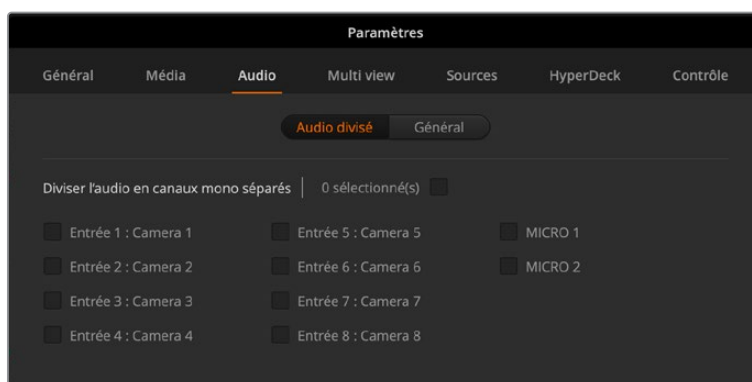 Paramètres
Général Média Audio Multi view Sources HyperDeck Contrôle
Audio divisé Général
Diviser l'audio en canaux mono séparés 0 sélectionné(s)
Entrée 1 : Camera 1 Entrée 5 : Camera 5 MICRO 1
Entrée 2 : Camera 2 Entrée 6 : Camera 6 MICRO 2
Entrée 3 : Camera 3 Entrée 7 : Camera 7
Entrée 4 : Camera 4 Entrée 8 : Camera 8